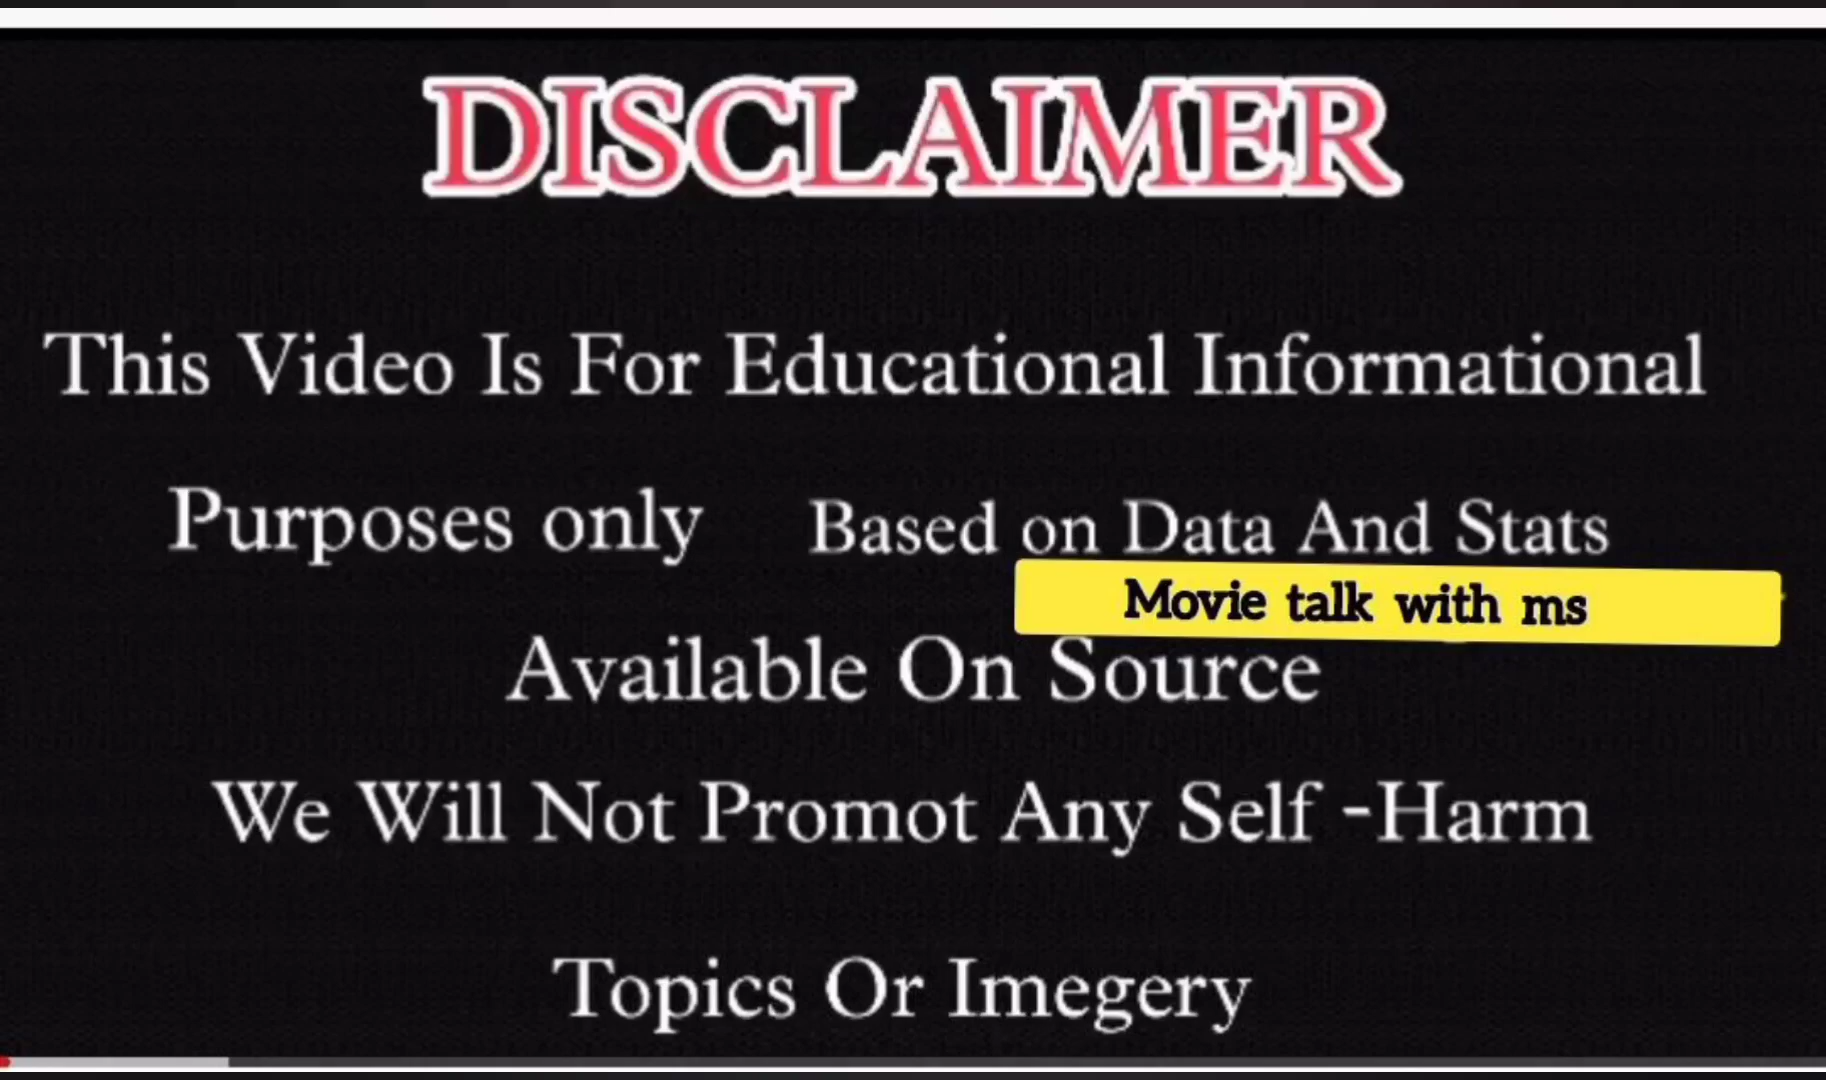 DISCLAIMER
This Video Is For Educational Informational
Purposes only Based on Data And Stats
Movie talk with ms
Available On Source
We Will Not Promot Any Self -Harm
Topics Or Imegery